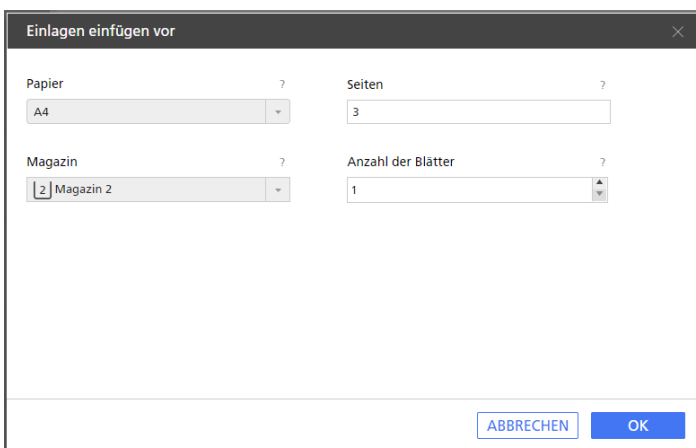 Einlagen einfügen vor
Papier ?
A4
Seiten ?
3
Magazin ?
2 Magazin 2
Anzahl der Blätter ?
1
ABBRECHEN OK